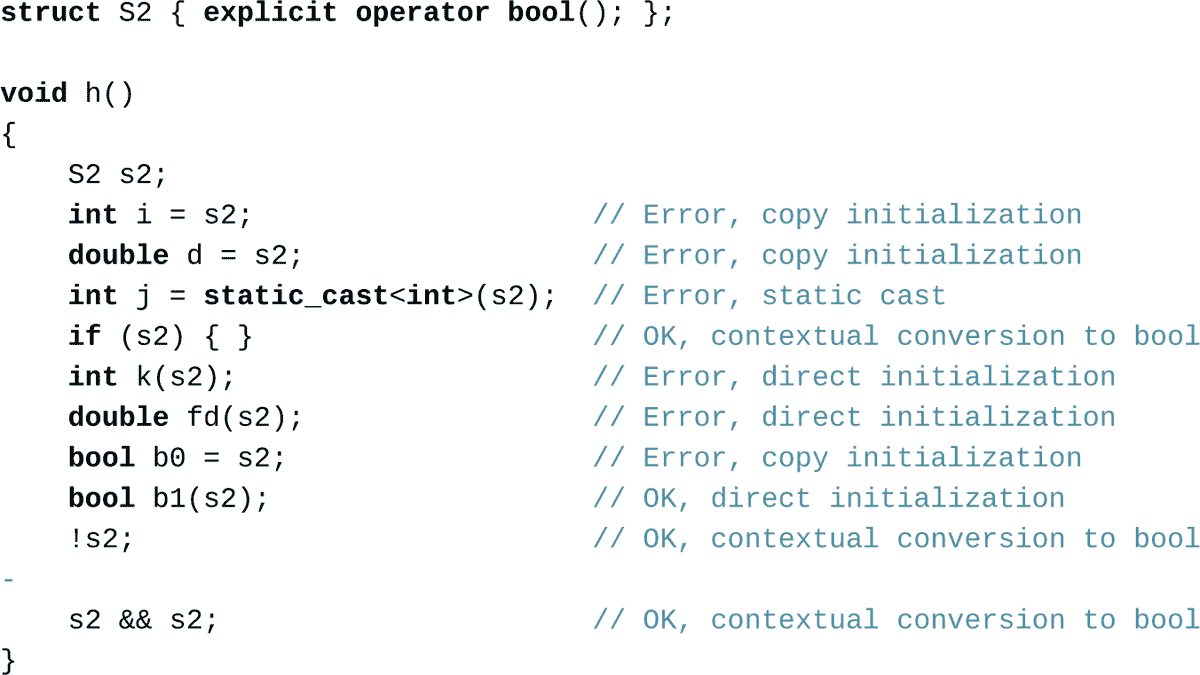 struct S2 { explicit operator bool(); };

void h()
{
    S2 s2;
    int i = s2;                    // Error, copy initialization
    double d = s2;                 // Error, copy initialization
    int j = static_cast<int>(s2);  // Error, static cast
    if (s2) { }                    // OK, contextual conversion to bool
    int k(s2);                     // Error, direct initialization
    double fd(s2);                 // Error, direct initialization
    bool b0 = s2;                  // Error, copy initialization
    bool b1(s2);                   // OK, direct initialization
    !s2;                           // OK, contextual conversion to bool
-
    s2 && s2;                      // OK, contextual conversion to bool
}